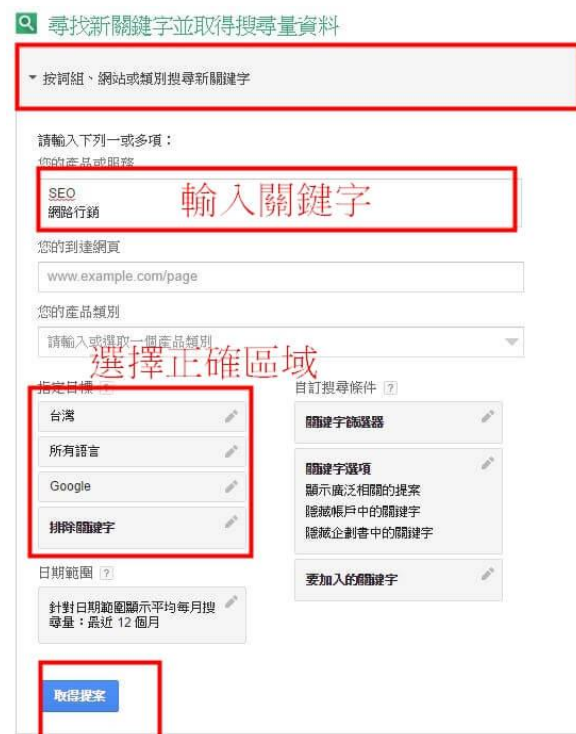 尋找新關鍵字並取得搜尋量資料
按詞組、網站或類別搜尋新關鍵字
請輸入下列一或多項：
您的產品或服務
SEO
網路行銷
輸入關鍵字
您的到達網頁
www.example.com/page
您的產品類別
請輸入或選取一個產品類別
選擇正確區域
指定目標 ?
台灣
所有語言
Google
排除關鍵字
日期範圍 ?
針對日期範圍顯示平均每月搜
尋量：最近 12 個月
自訂搜尋條件 ?
關鍵字篩選器
關鍵字選項
顯示廣泛相關的提案
隱藏帳戶中的關鍵字
隱藏企劃書中的關鍵字
要加入的關鍵字
取得提案